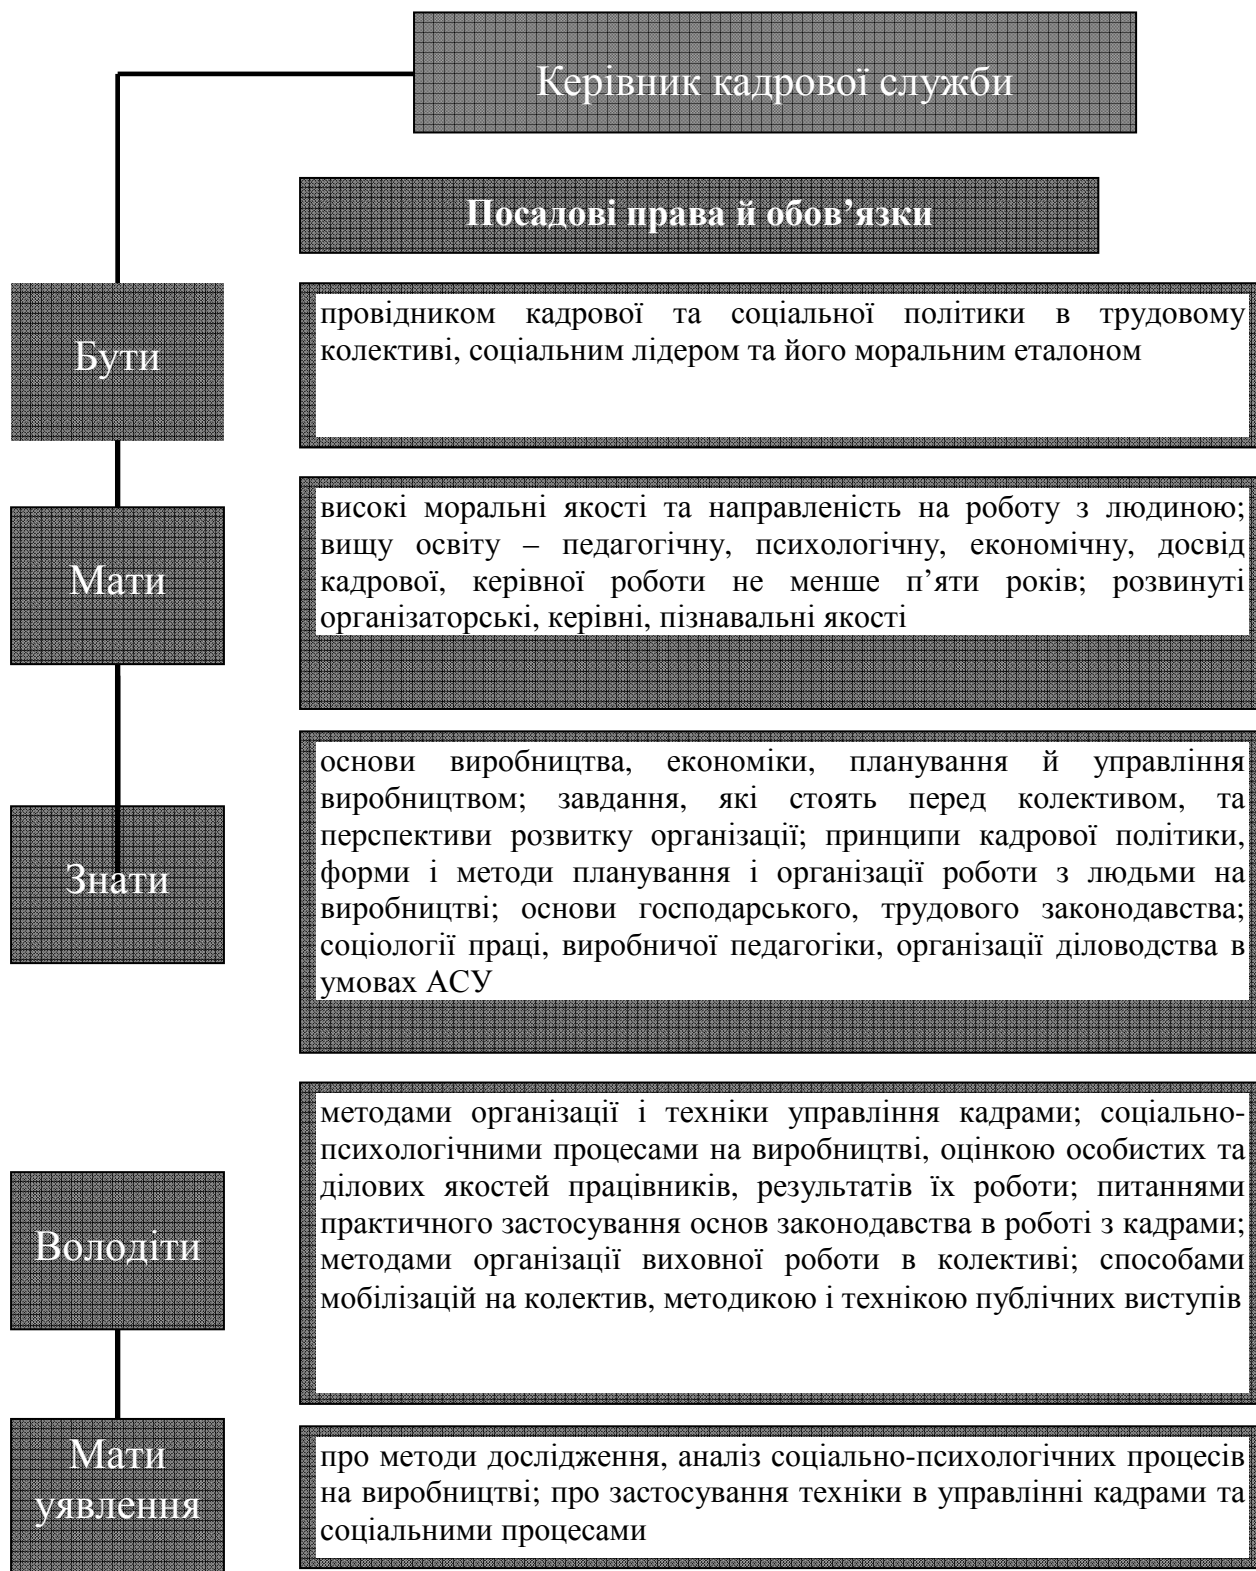 Керівник кадрової служби
Посадові права й обов’язки
Бути
провідником кадрової та соціальної політики в трудовому
колективі, соціальним лідером та його моральним еталоном
Мати
високі моральні якості та направленість на роботу з людиною;
вищу освіту – педагогічну, психологічну, економічну, досвід
кадрової, керівної роботи не менше п’яти років; розвинуті
організаторські, керівні, пізнавальні якості
Знати
основи виробництва, економіки, планування й управління
виробництвом; завдання, які стоять перед колективом, та
перспективи розвитку організації; принципи кадрової політики,
форми і методи планування і організації роботи з людьми на
виробництві; основи господарського, трудового законодавства;
соціології праці, виробничої педагогіки, організації діловодства в
умовах АСУ
Володіти
методами організації і техніки управління кадрами; соціально-
психологічними процесами на виробництві, оцінкою особистих та
ділових якостей працівників, результатів їх роботи; питаннями
практичного застосування основ законодавства в роботі з кадрами;
методами організації виховної роботи в колективі; способами
мобілізацій на колектив, методикою і технікою публічних виступів
Мати
уявлення
про методи дослідження, аналіз соціально-психологічних процесів
на виробництві; про застосування техніки в управлінні кадрами та
соціальними процесами